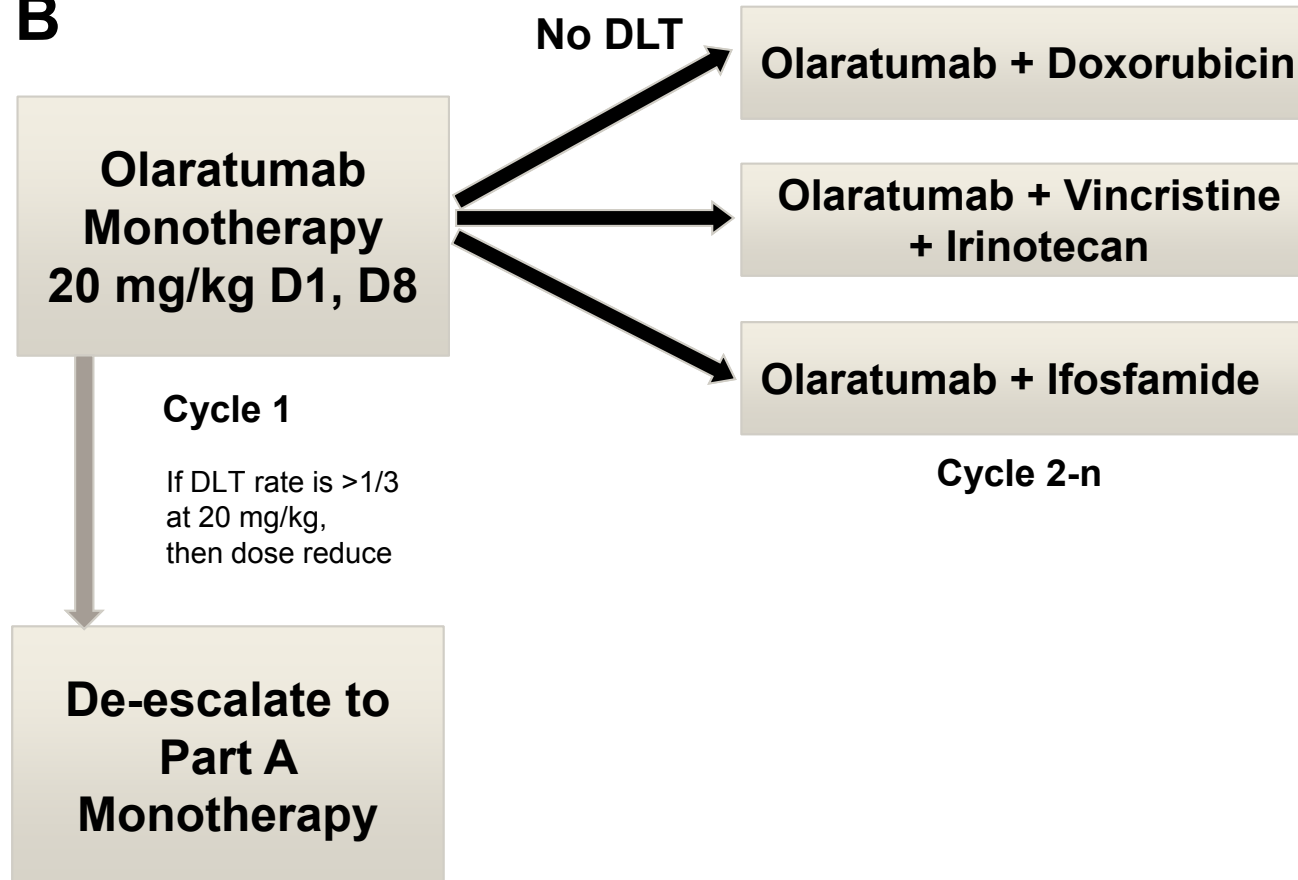 B
No DLT
Olaratumab + Doxorubicin
Olaratumab
Monotherapy
20 mg/kg D1, D8
Olaratumab + Vincristine
+ Irinotecan
Olaratumab + Ifosfamide
Cycle 1
If DLT rate is >1/3
at 20 mg/kg,
then dose reduce
Cycle 2-n
De-escalate to
Part A
Monotherapy